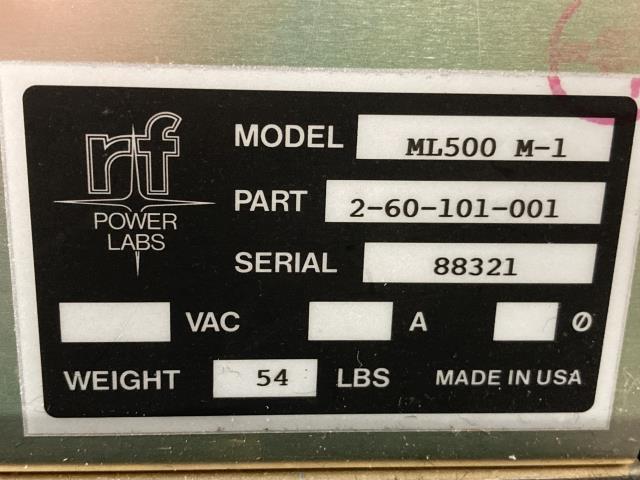 rf
POWER
LABS
MODEL ML500 M-1
PART 2-60-101-001
SERIAL 88321
VAC A Ø
WEIGHT 54 LBS MADE IN USA